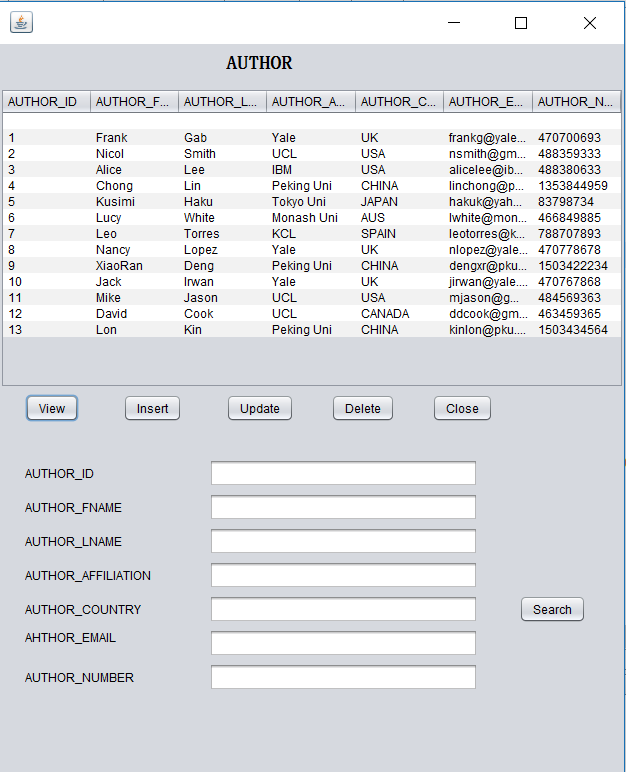 AUTHOR
AUTHOR_ID AUTHOR_F... AUTHOR_L... AUTHOR_A... AUTHOR_C... AUTHOR_E... AUTHOR_N...
1 Frank Gab Yale UK frankg@yale... 470700693
2 Nicol Smith UCL USA nsmith@gm... 488359333
3 Alice Lee IBM USA alicelee@ib... 488380633
4 Chong Lin Peking Uni CHINA linchong@p... 1353844959
5 Kusimi Haku Tokyo Uni JAPAN hakuk@yah... 83798734
6 Lucy White Monash Uni AUS lwhite@mon... 466849885
7 Leo Torres KCL SPAIN leotorres@k... 788707893
8 Nancy Lopez Yale UK nlopez@yale... 470778678
9 XiaoRan Deng Peking Uni CHINA dengxr@pku... 1503422234
10 Jack Irwan Yale UK jirwan@yale.... 470767868
11 Mike Jason UCL USA mjason@g... 484569363
12 David Cook UCL CANADA ddcook@gm... 463459365
13 Lon Kin Peking Uni CHINA kinlon@pku.... 1503434564
View Insert Update Delete Close
AUTHOR_ID
AUTHOR_FNAME
AUTHOR_LNAME
AUTHOR_AFFILIATION
AUTHOR_COUNTRY Search
AHTHOR_EMAIL
AUTHOR_NUMBER